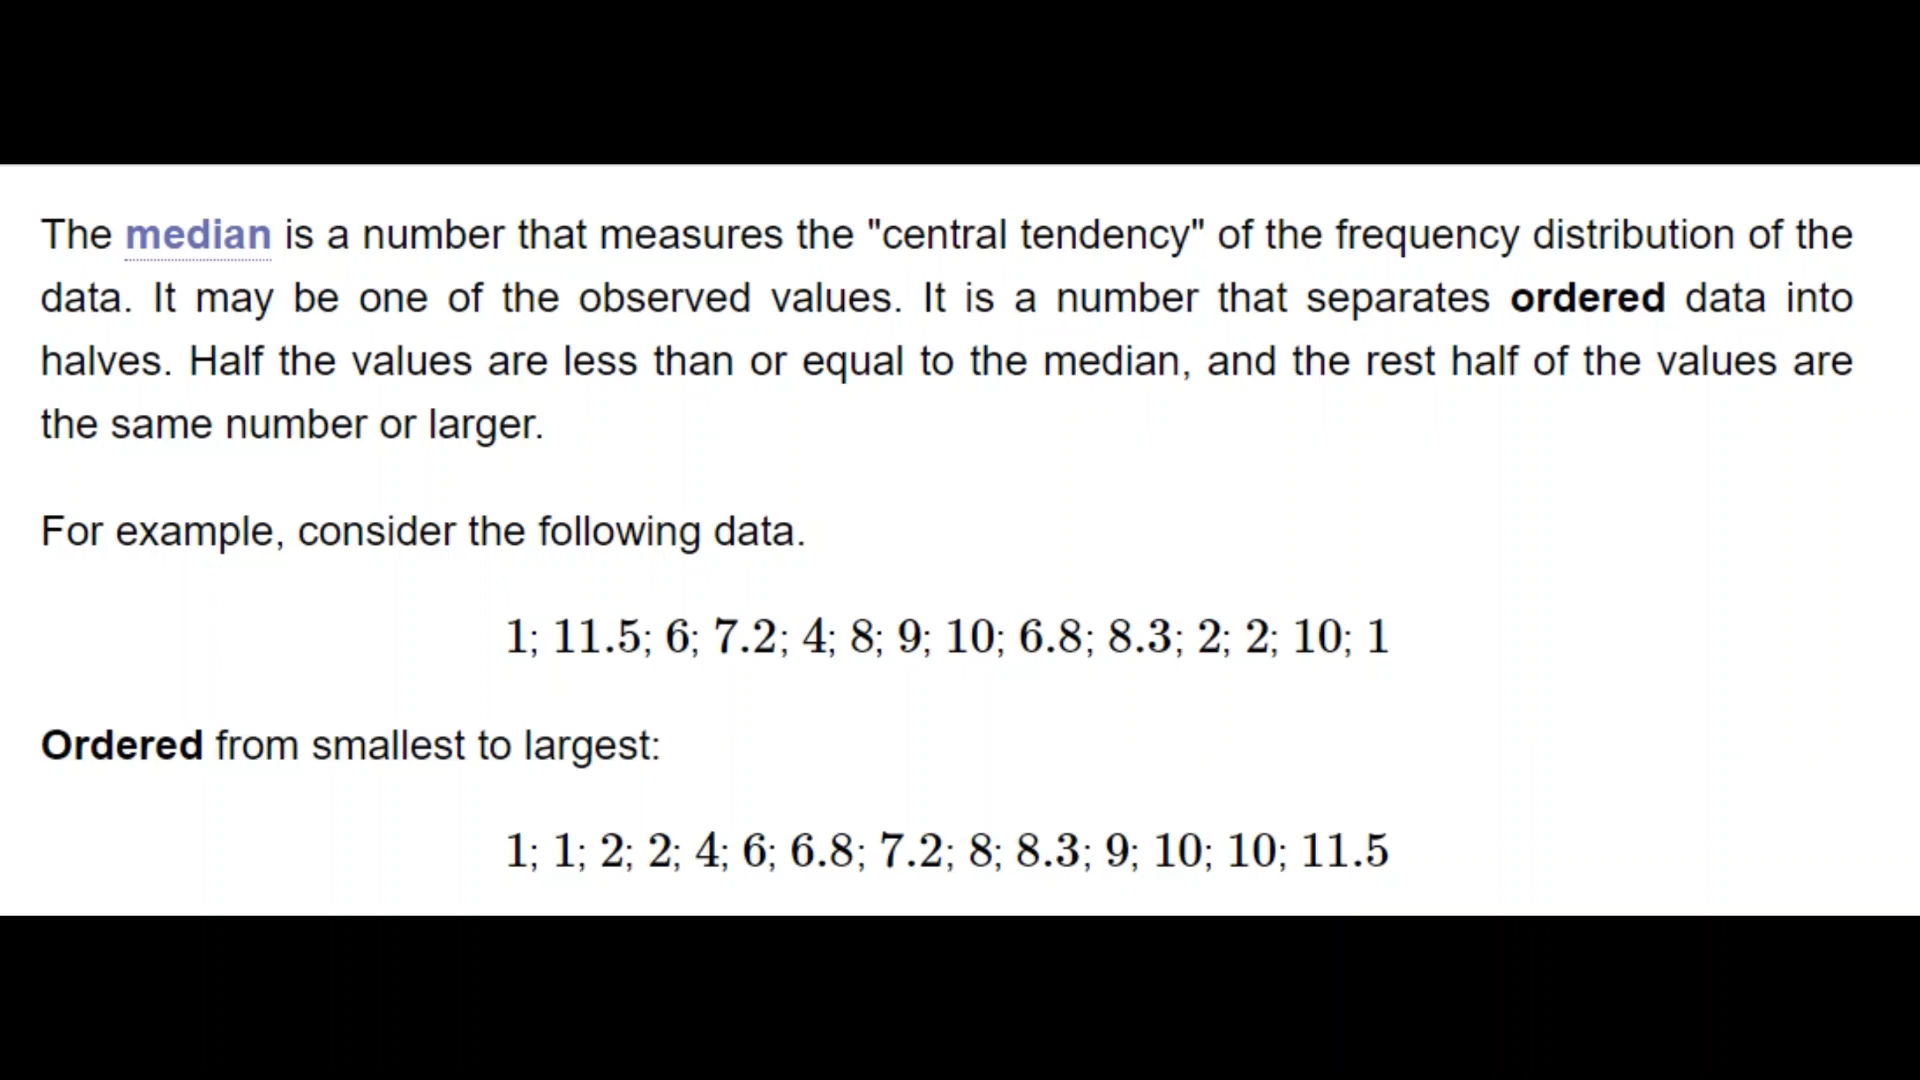 The median is a number that measures the "central tendency" of the frequency distribution of the
data. It may be one of the observed values. It is a number that separates ordered data into
halves. Half the values are less than or equal to the median, and the rest half of the values are
the same number or larger.
For example, consider the following data.
1; 11.5; 6; 7.2; 4; 8; 9; 10; 6.8; 8.3; 2; 2; 10; 1
Ordered from smallest to largest:
1; 1; 2; 2; 4; 6; 6.8; 7.2; 8; 8.3; 9; 10; 10; 11.5